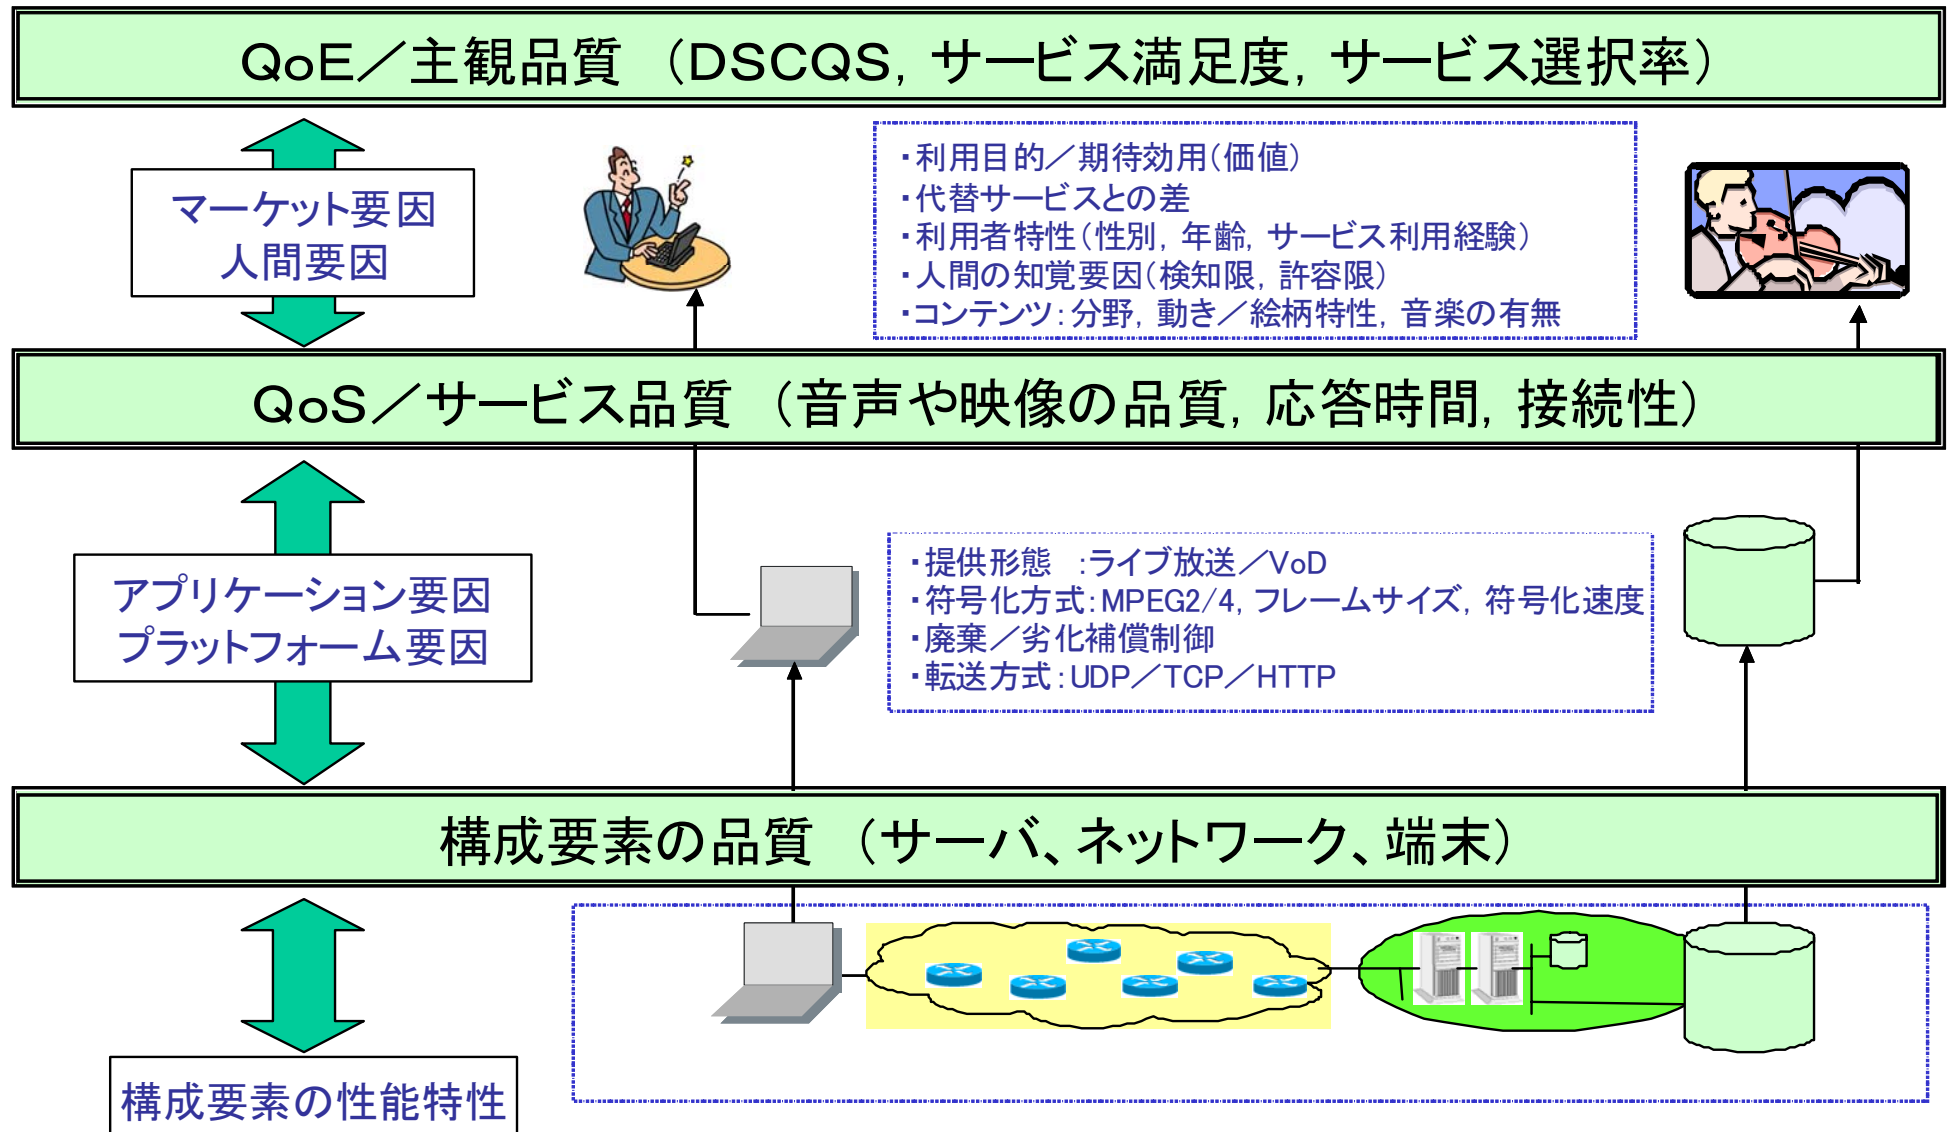 QoE/主観品質 (DSCQS, サービス満足度, サービス選択率)
マーケット要因
人間要因
・利用目的/期待効用(価値)
・代替サービスとの差
・利用者特性(性別, 年齢, サービス利用経験)
・人間の知覚要因(検知限, 許容限)
・コンテンツ:分野, 動き/絵柄特性, 音楽の有無
QoS/サービス品質 (音声や映像の品質, 応答時間, 接続性)
アプリケーション要因
プラットフォーム要因
・提供形態 :ライブ放送/VoD
・符号化方式:MPEG2/4, フレームサイズ, 符号化速度
・廃棄/劣化補償制御
・転送方式:UDP/TCP/HTTP
構成要素の品質 (サーバ、ネットワーク、端末)
構成要素の性能特性